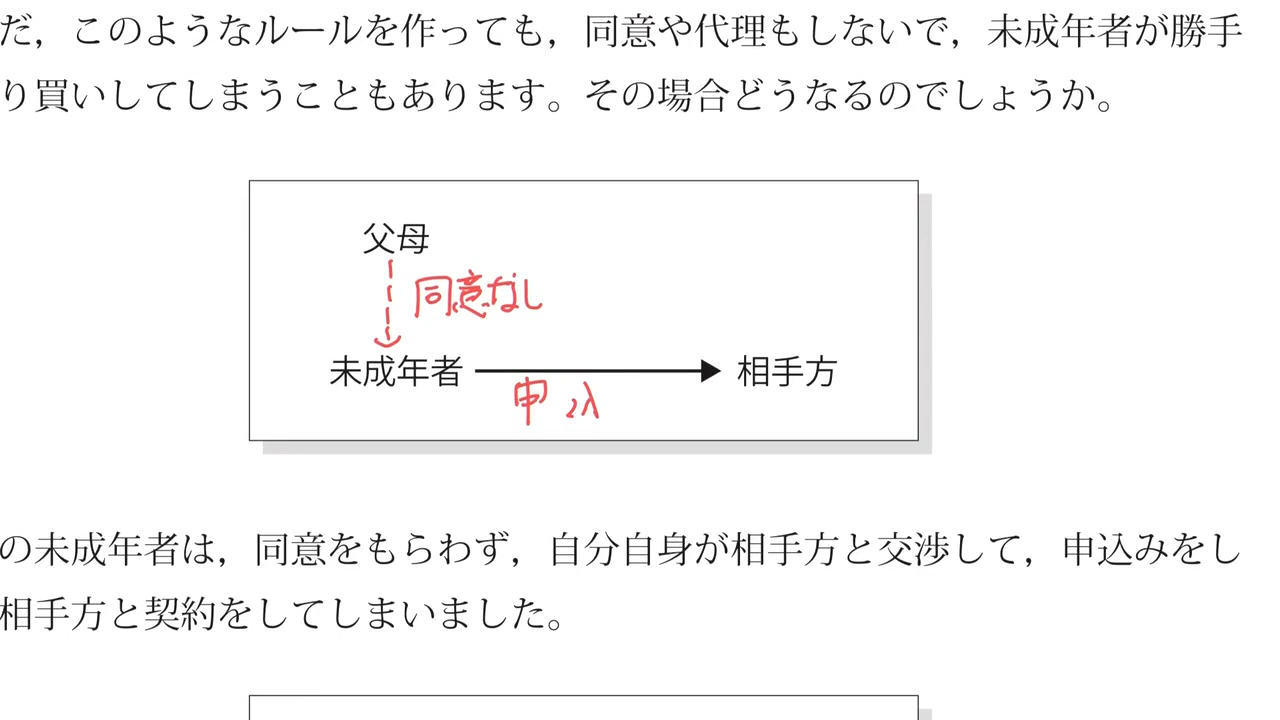 だ，このようなルールを作っても，同意や代理もしないで，未成年者が勝手
り買いしてしまうこともあります。その場合どうなるのでしょうか。
父母
同意なし
未成年者
相手方
申込
の未成年者は，同意をもらわず，自分自身が相手方と交渉して，申込みをし
相手方と契約をしてしまいました。